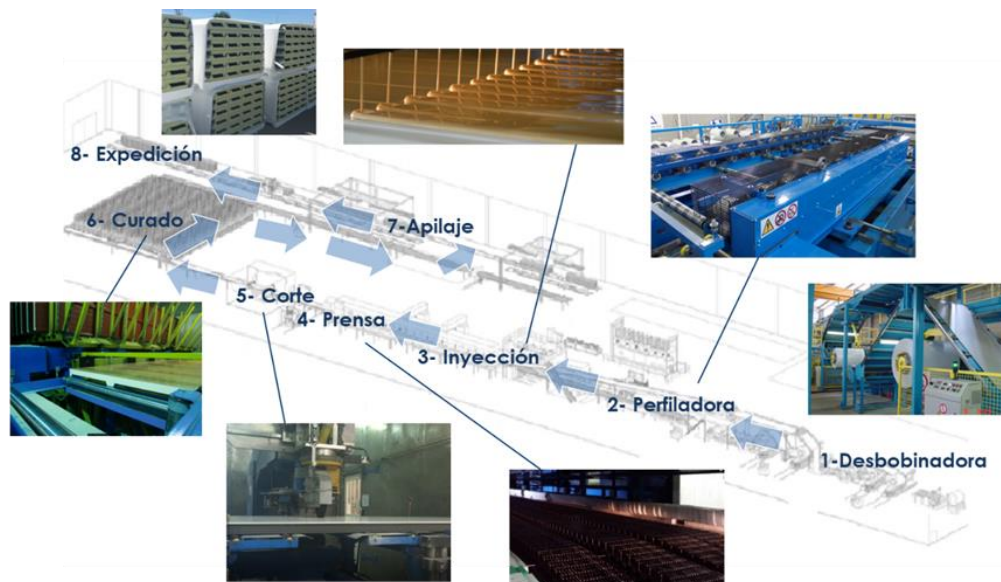 8- Expedición
6- Curado
7-Apilaje
5- Corte
4- Prensa
3- Inyección
2- Perfiladora
1-Desbobinadora